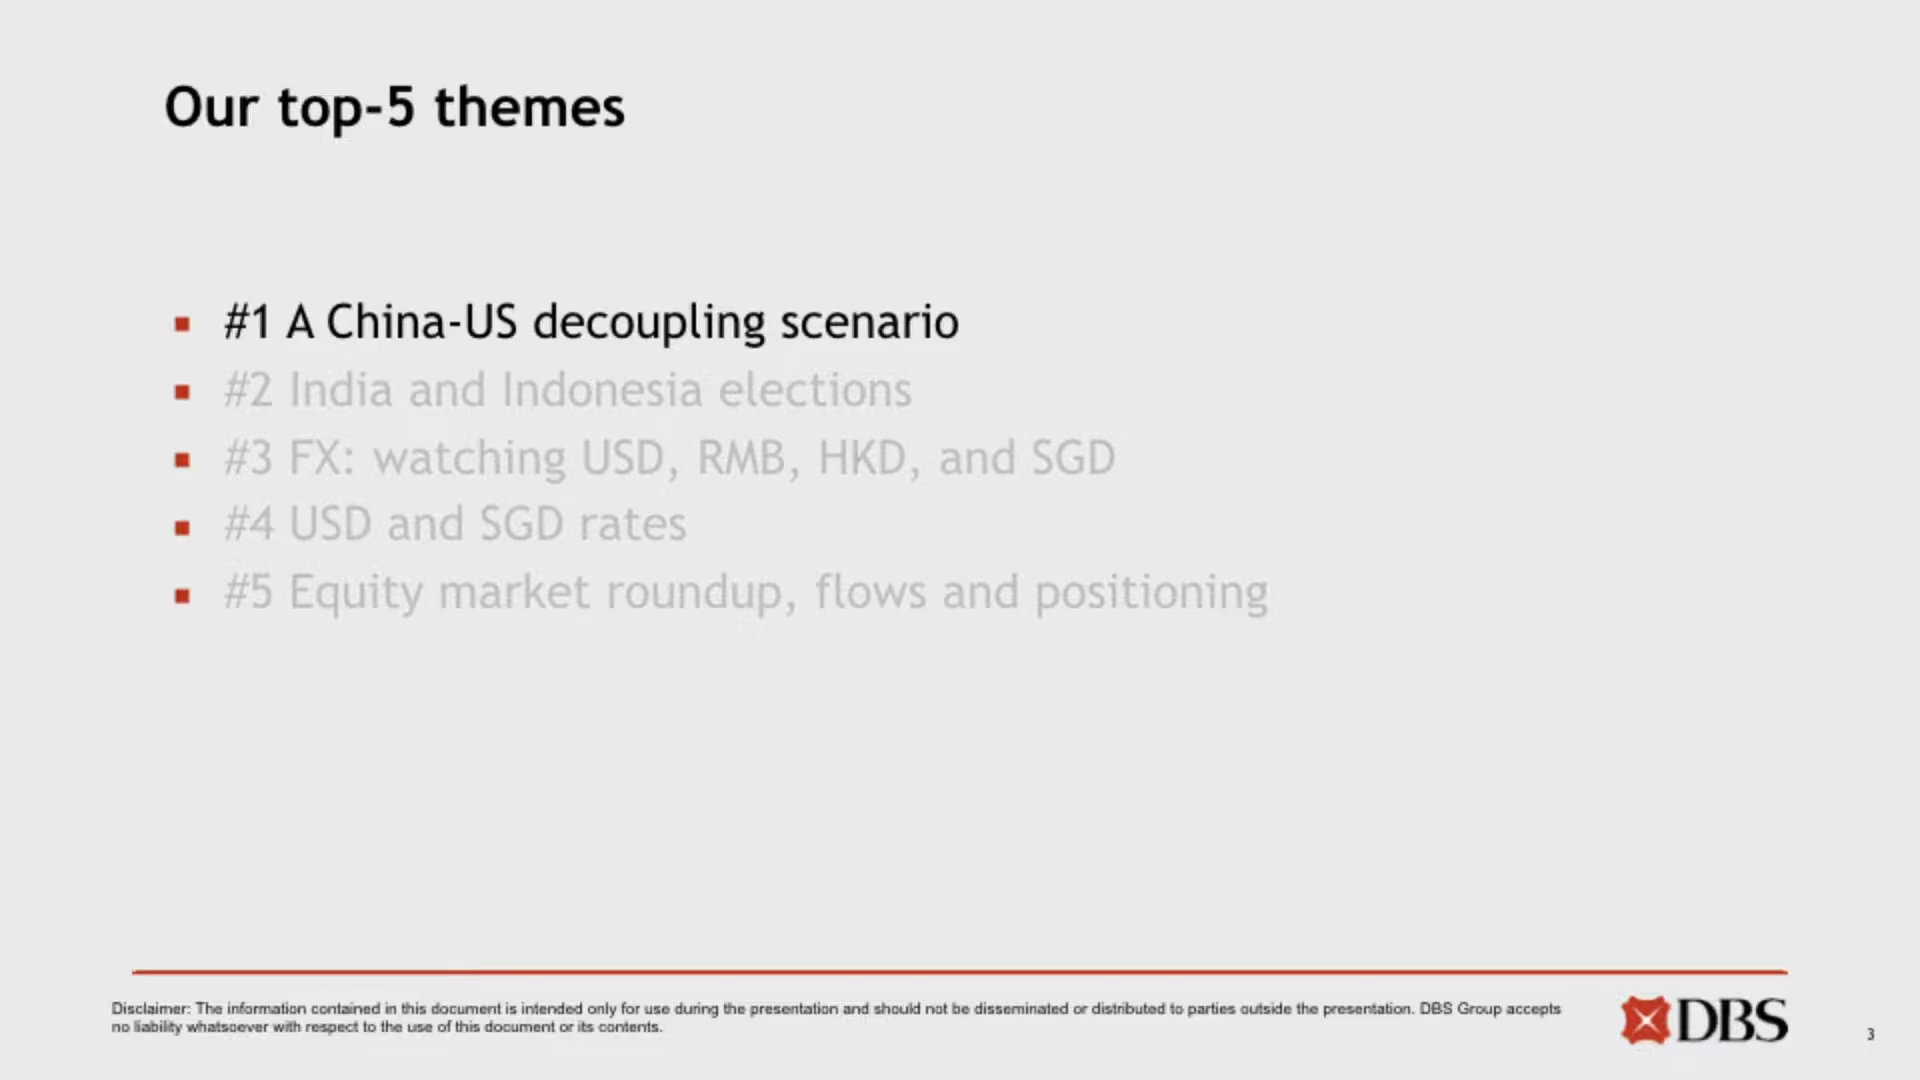 Our top-5 themes
#1 A China-US decoupling scenario
#2 India and Indonesia elections
#3 FX: watching USD, RMB, HKD, and SGD
#4 USD and SGD rates
#5 Equity market roundup, flows and positioning
Disclaimer: The information contained in this document is intended only for use during the presentation and should not be disseminated or distributed to parties outside the presentation. DBS Group accepts
no liability whatsoever with respect to the use of this document or its contents.
DBS
3